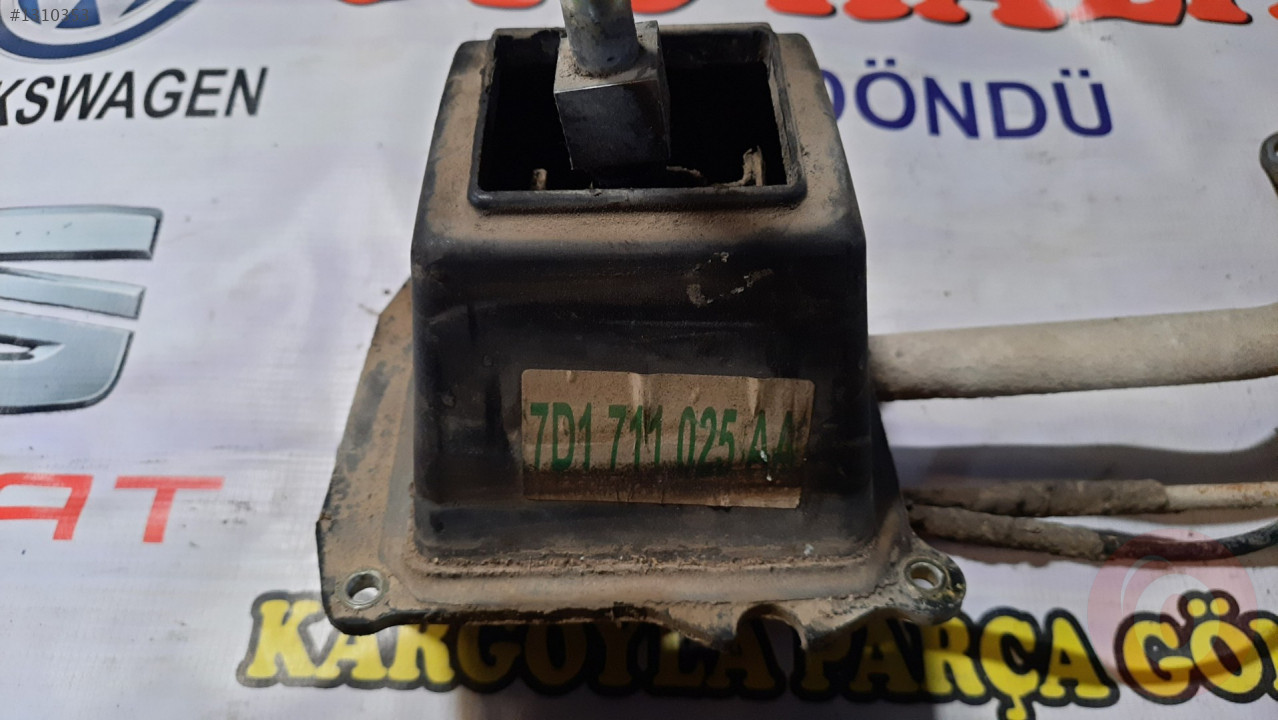 KSWAGEN
DÖNDÜ
7D1 711 025 AA
AT
KARGOYLA PARÇA GÖ